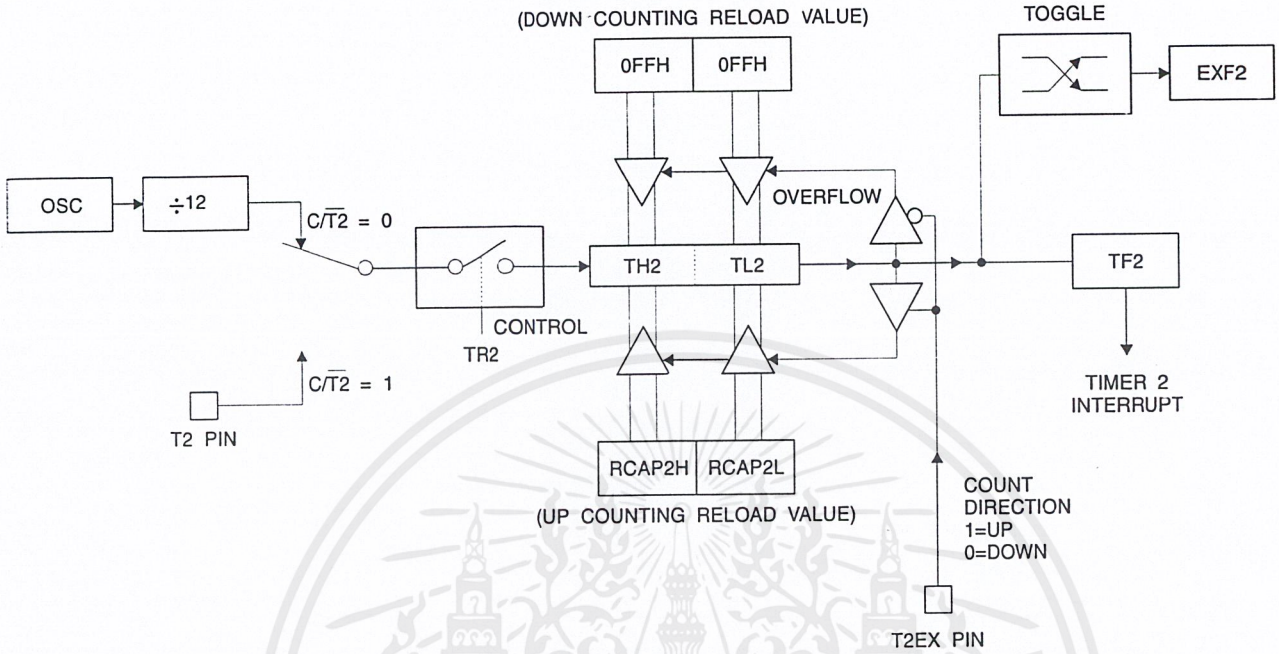 (DOWN COUNTING RELOAD VALUE)
TOGGLE
0FFH 0FFH
EXF2
OSC
÷12
C/T2̅ = 0
OVERFLOW
TH2 TL2
TF2
CONTROL
TR2
C/T2̅ = 1
T2 PIN
TIMER 2
INTERRUPT
RCAP2H RCAP2L
(UP COUNTING RELOAD VALUE)
COUNT
DIRECTION
1=UP
0=DOWN
T2EX PIN